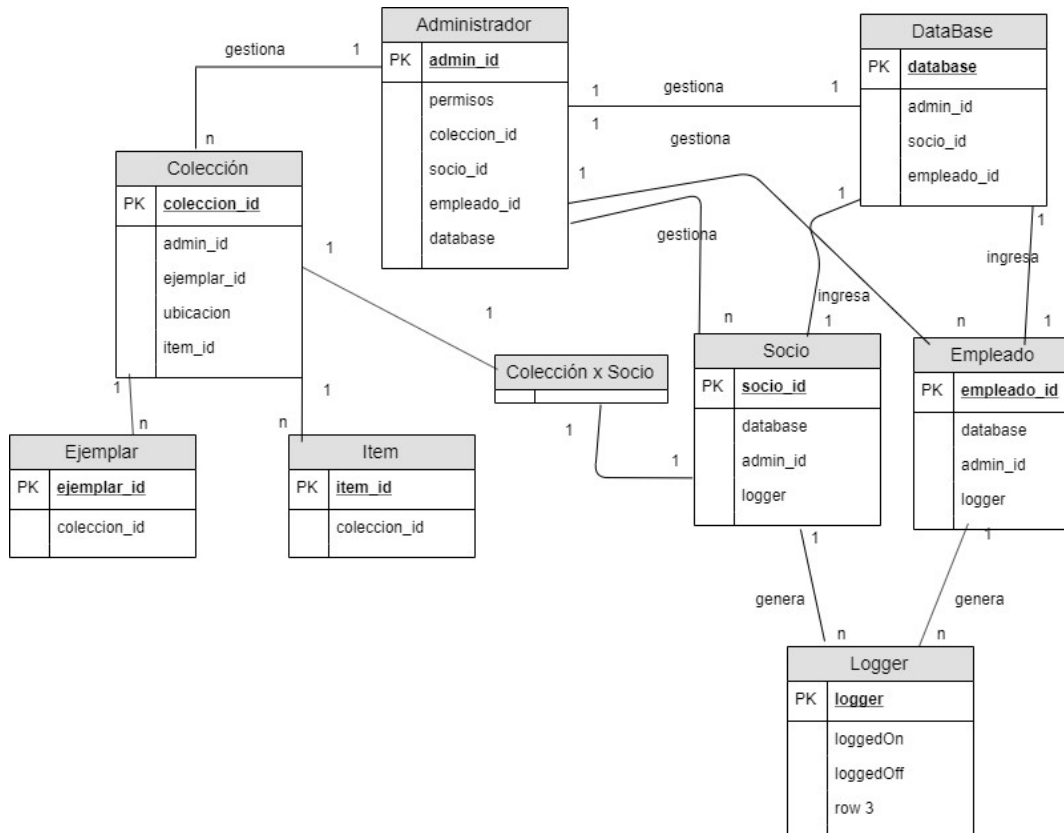 Administrador
PK admin_id
permisos
coleccion_id
socio_id
empleado_id
database
DataBase
PK database
admin_id
socio_id
empleado_id
gestiona
1
n
1
gestiona
1
1
gestiona
1
1
gestiona
1
ingresa
1
1
ingresa
1
n
n
Colección
PK coleccion_id
admin_id
ejemplar_id
ubicacion
item_id
1
1
Colección x Socio
1
1
Socio
PK socio_id
database
admin_id
logger
Empleado
PK empleado_id
database
admin_id
logger
1
n
1
n
Ejemplar
PK ejemplar_id
coleccion_id
Item
PK item_id
coleccion_id
1
genera
n
1
genera
n
Logger
PK logger
loggedOn
loggedOff
row 3